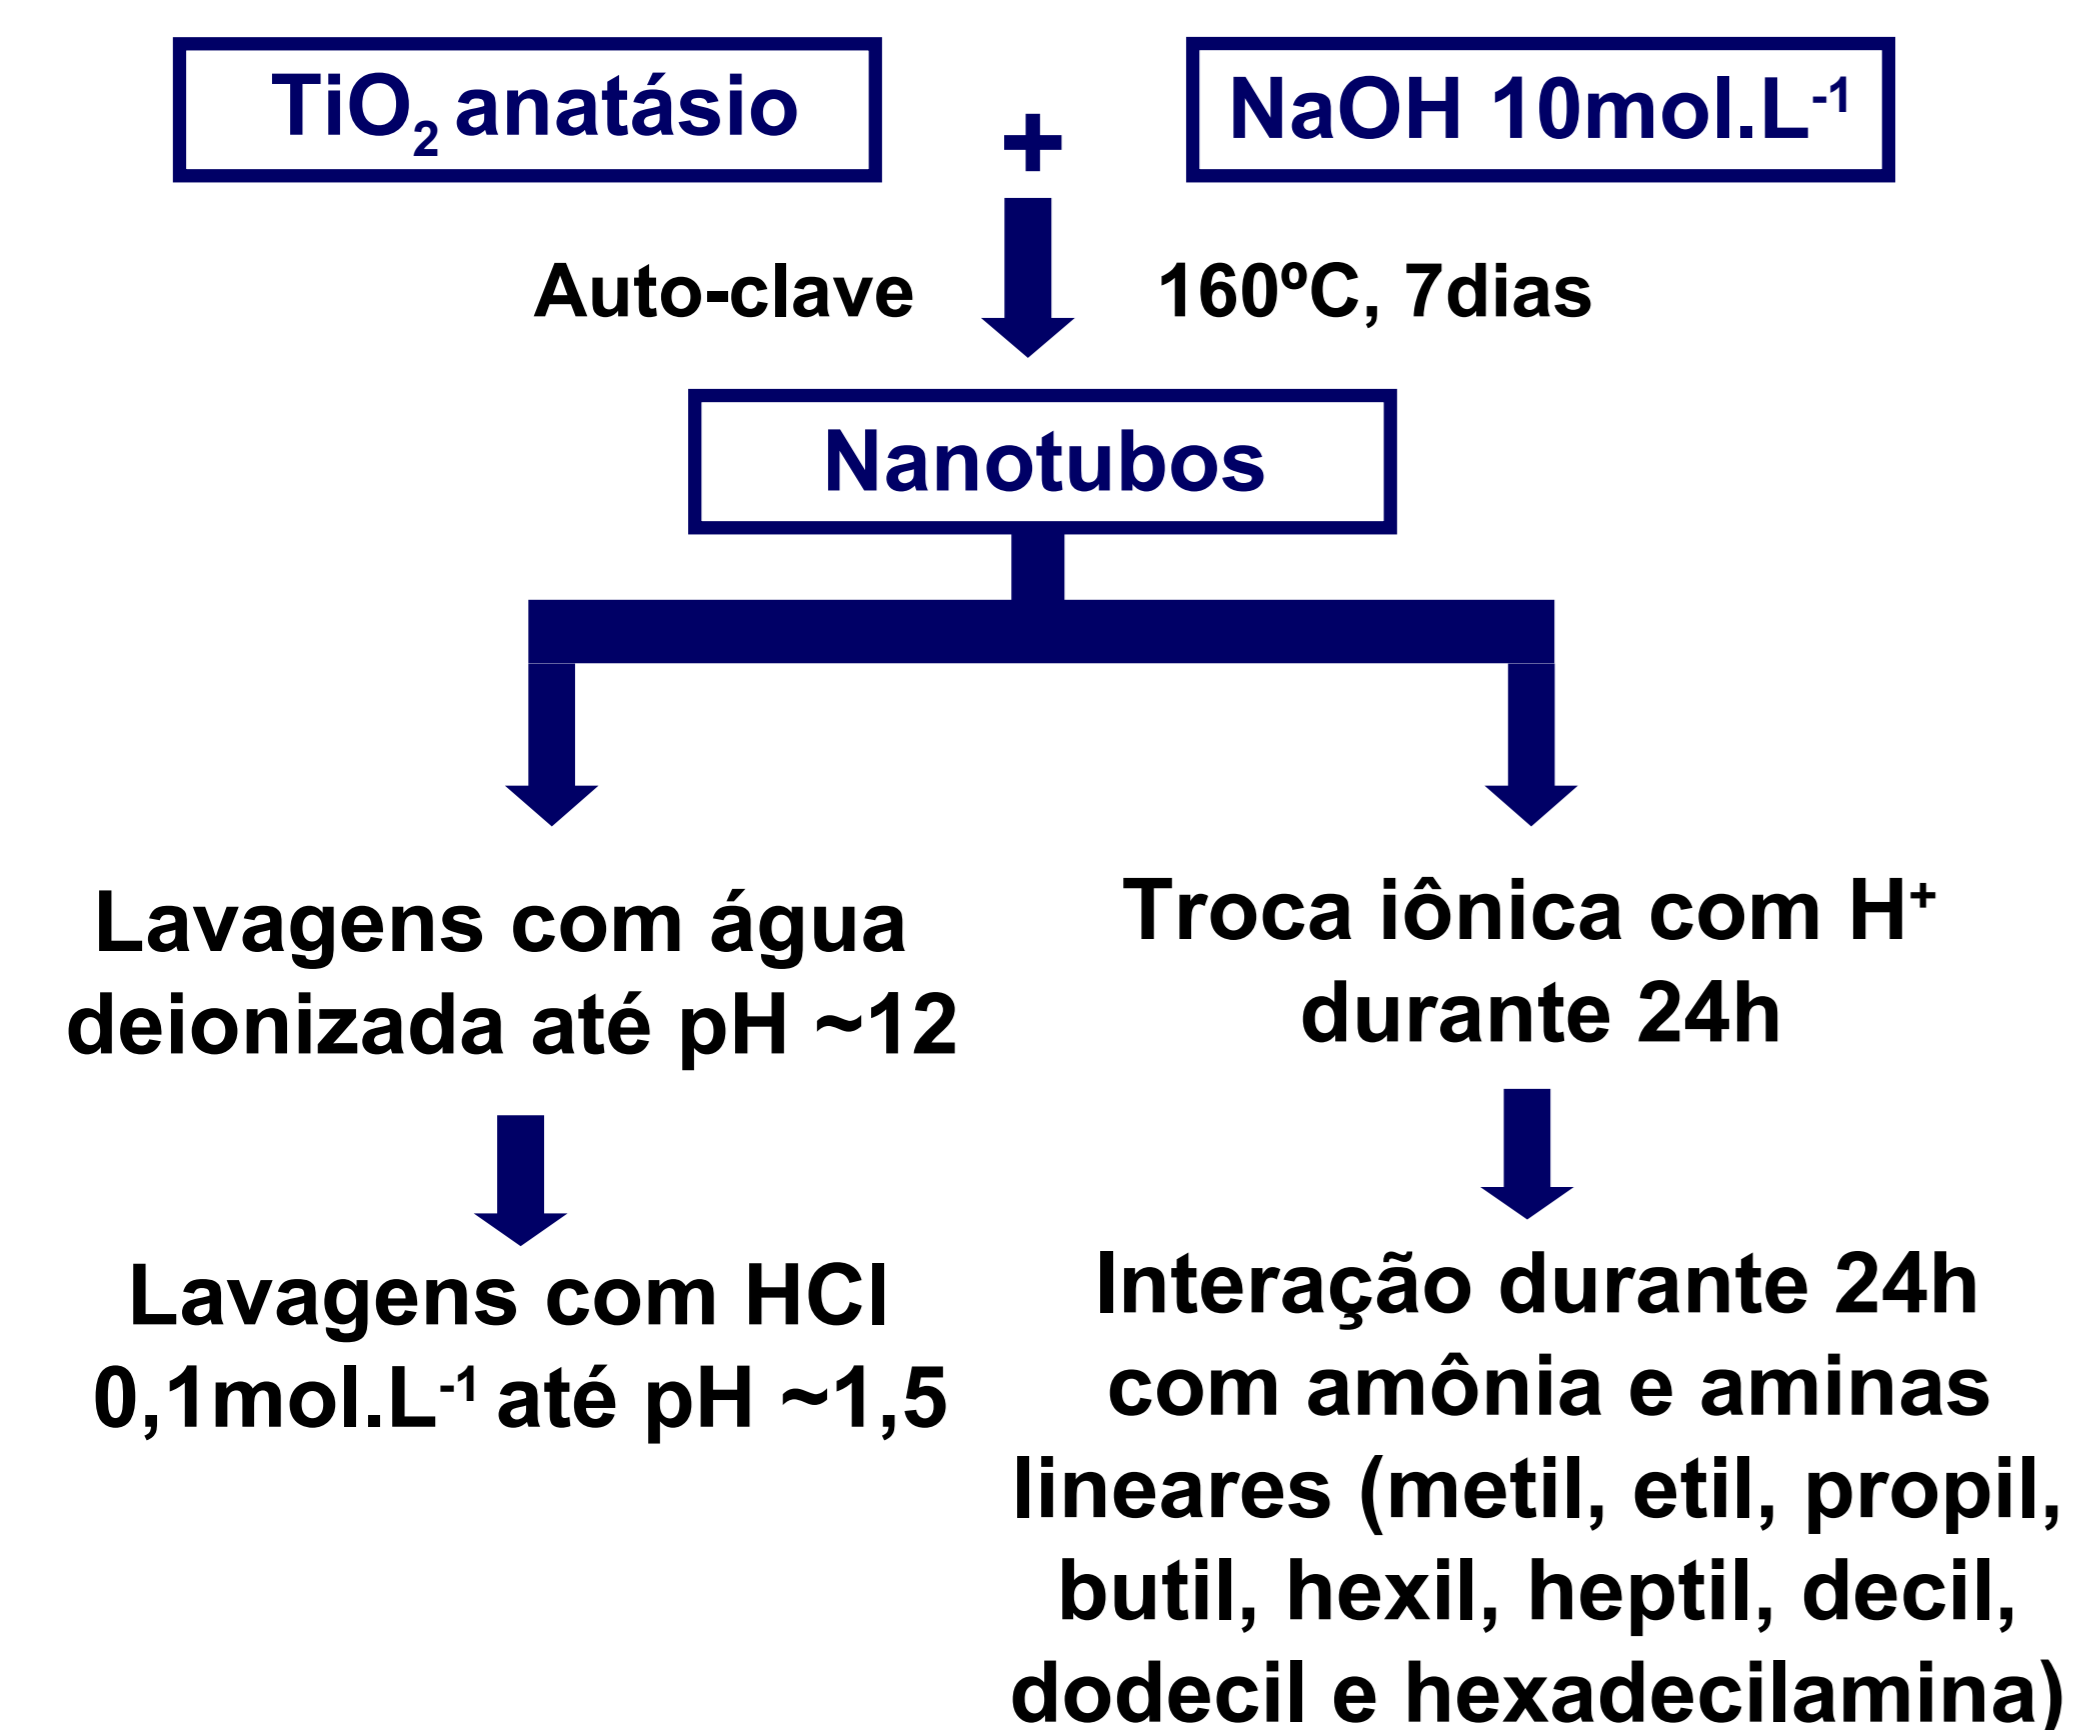 TiO₂ anatásio
+
NaOH 10mol.L⁻¹
Auto-clave
160ºC, 7dias
Nanotubos
Lavagens com água
deionizada até pH ~12
Lavagens com HCl
0,1mol.L⁻¹ até pH ~1,5
Troca iônica com H⁺
durante 24h
Interação durante 24h
com amônia e aminas
lineares (metil, etil, propil,
butil, hexil, heptil, decil,
dodecil e hexadecilamina)